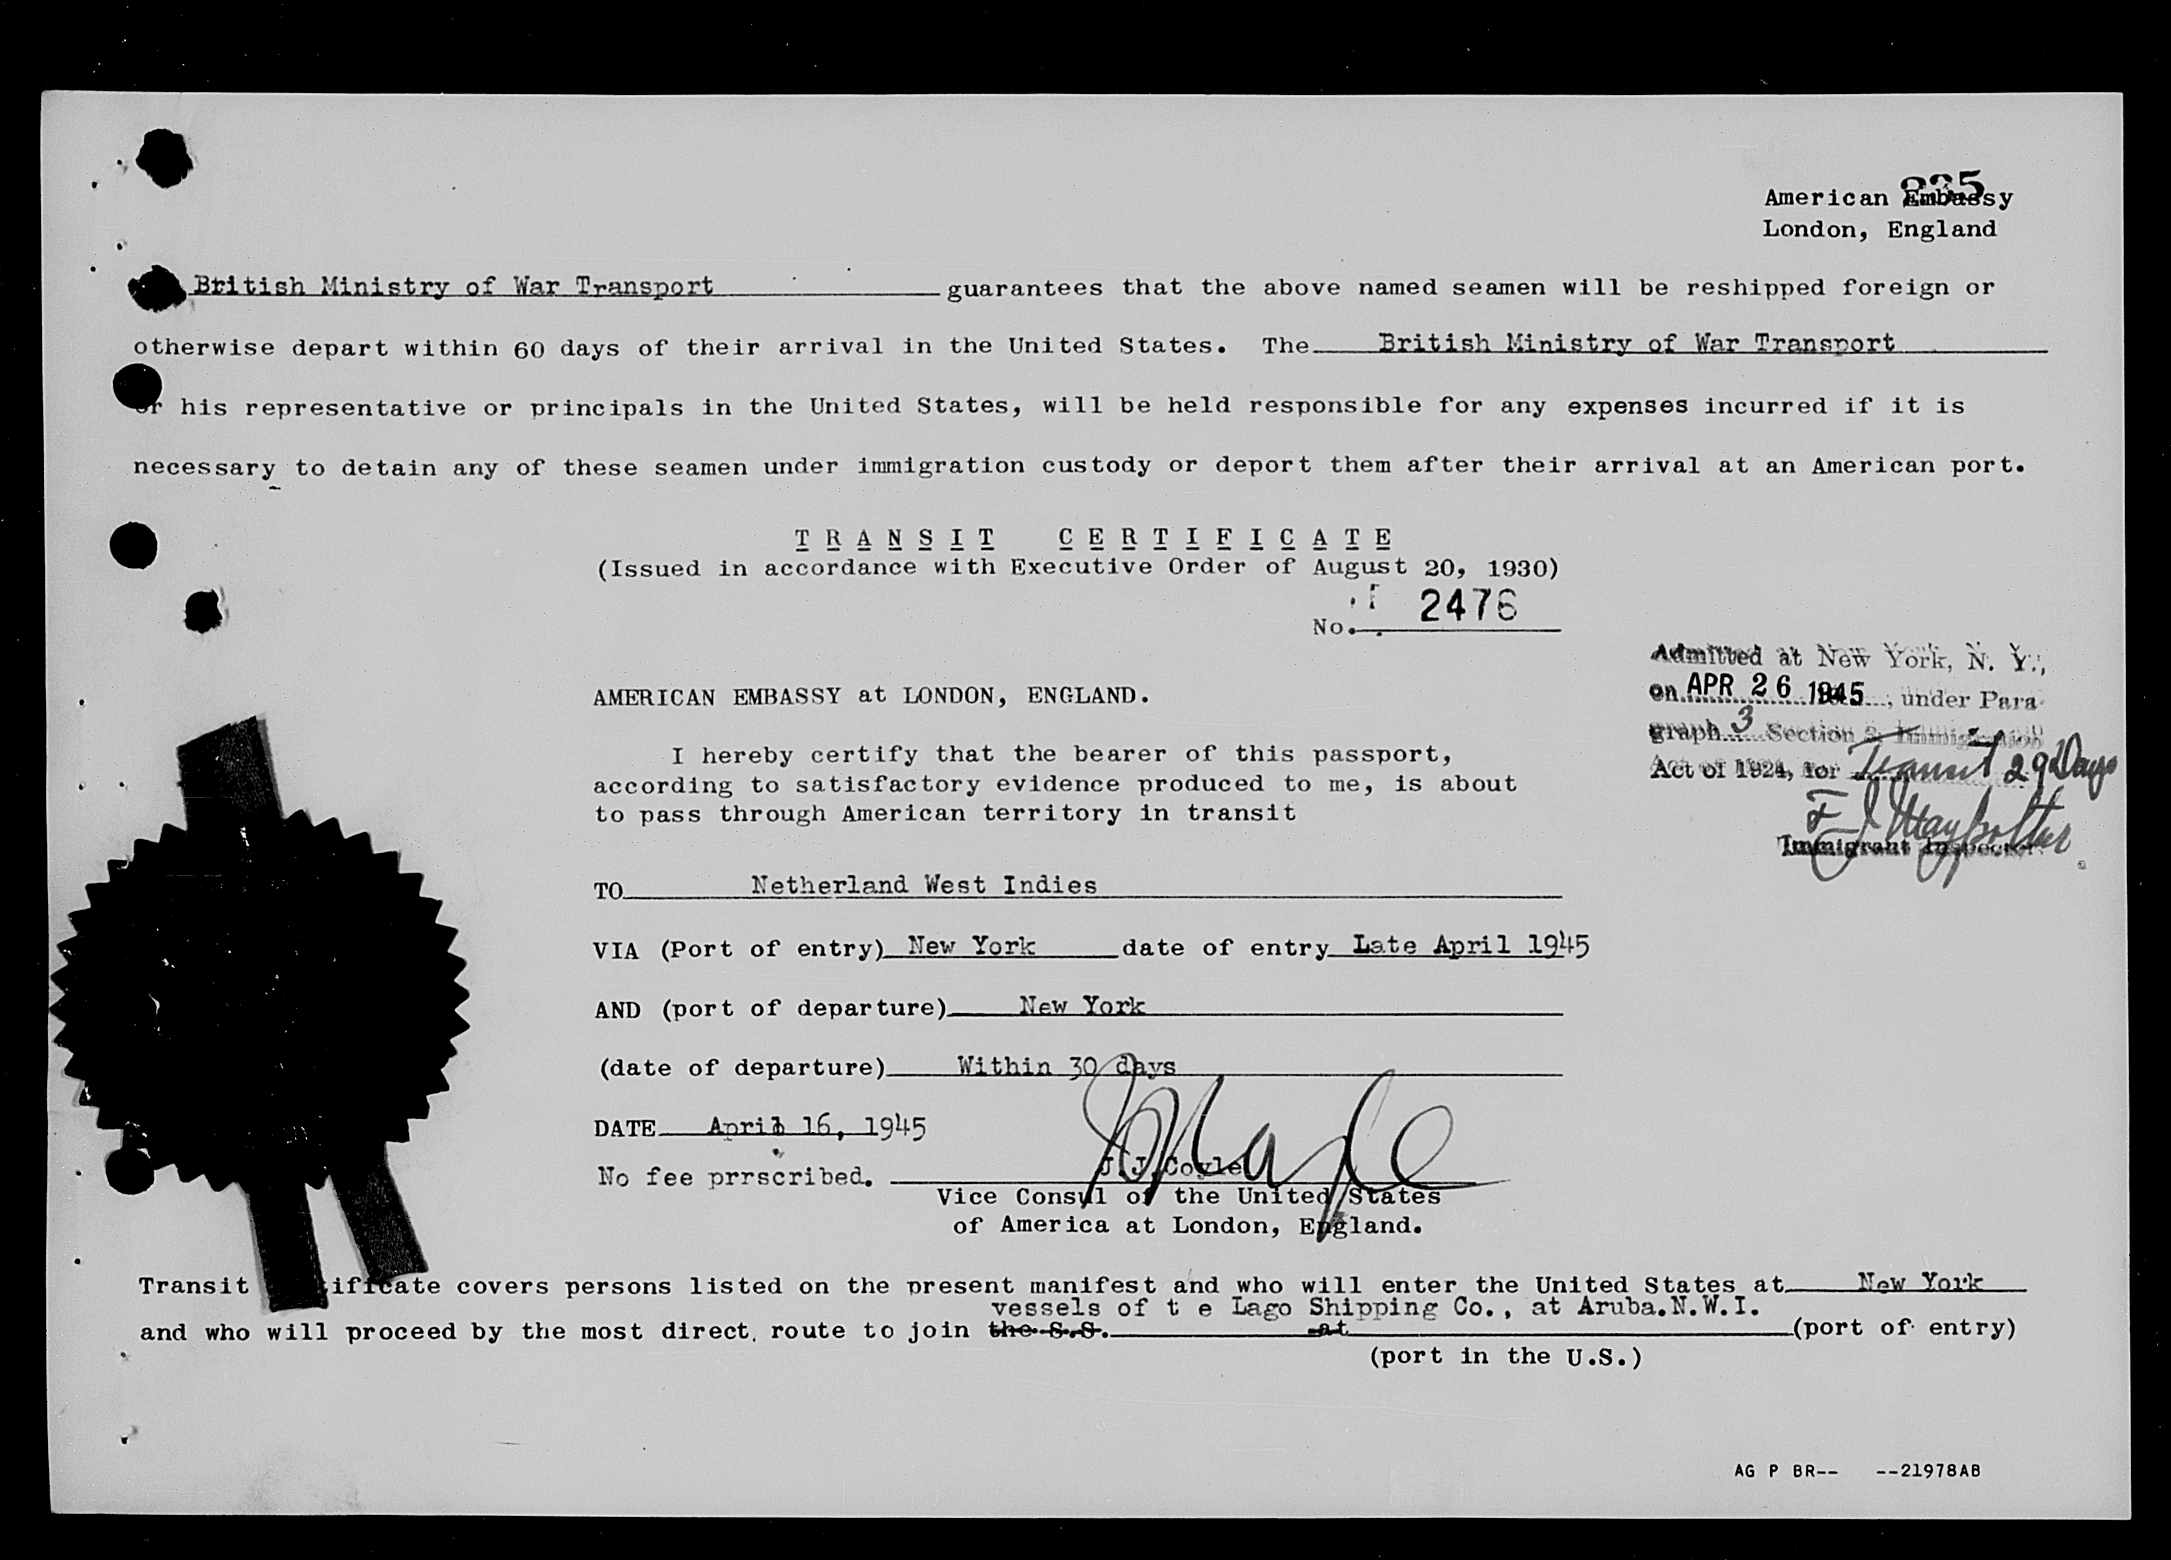 235
American Embassy
London, England
British Ministry of War Transport guarantees that the above named seamen will be reshipped foreign or
otherwise depart within 60 days of their arrival in the United States. The British Ministry of War Transport
or his representative or principals in the United States, will be held responsible for any expenses incurred if it is
necessary to detain any of these seamen under immigration custody or deport them after their arrival at an American port.
TRANSIT CERTIFICATE
(Issued in accordance with Executive Order of August 20, 1930)
No. 2476
Admitted at New York, N. Y.,
on APR 26 1945, under Para-
graph 3 Section 3, Immigration
Act of 1924, for Transit 29 Days
Immigrant Inspector.
AMERICAN EMBASSY at LONDON, ENGLAND.
I hereby certify that the bearer of this passport,
according to satisfactory evidence produced to me, is about
to pass through American territory in transit
TO Netherland West Indies
VIA (Port of entry) New York date of entry Late April 1945
AND (port of departure) New York
(date of departure) Within 30 days
DATE April 16, 1945
J.J.Coyle
No fee prrscribed.
Vice Consul of the United States
of America at London, England.
Transit ificate covers persons listed on the present manifest and who will enter the United States at New York
vessels of t e Lago Shipping Co., at Aruba.N.W.I.
and who will proceed by the most direct route to join the S.S. at (port of entry)
(port in the U.S.)
AG P BR-- --21978AB